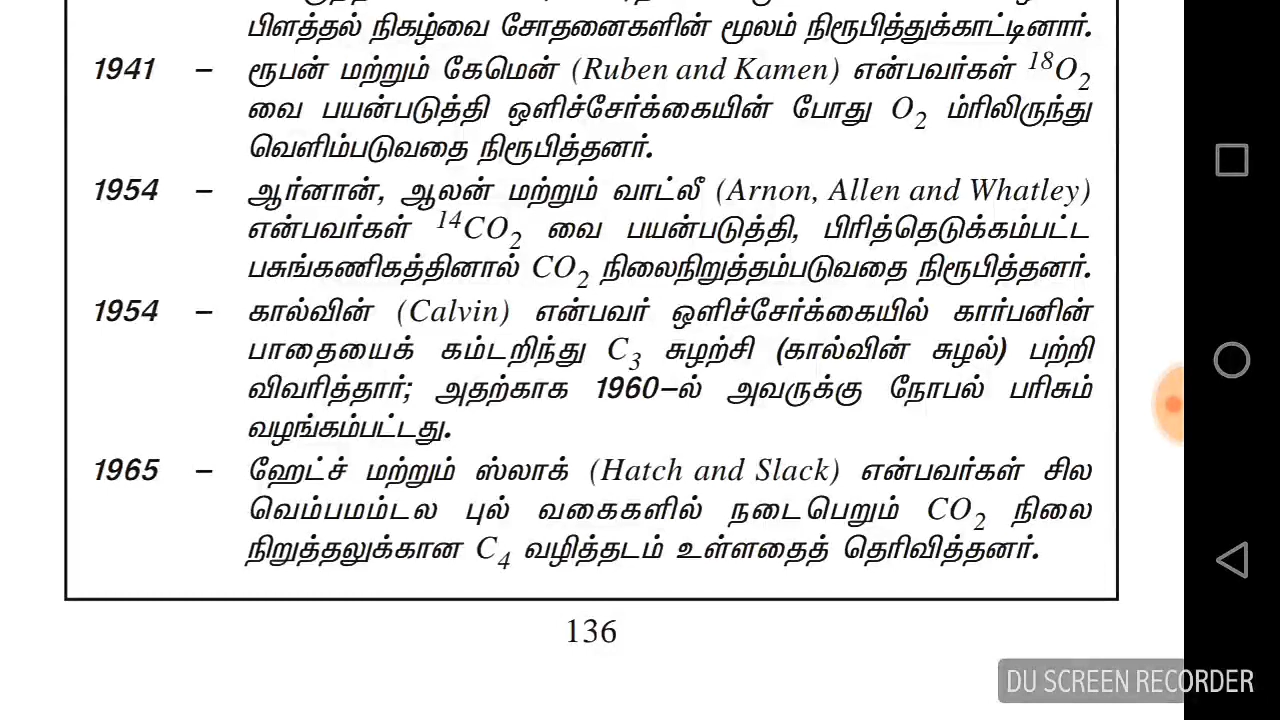 பிளத்தல் நிகழ்வை சோதனைகளின் மூலம் நிரூபித்துக்காட்டினார்.
1941 – ரூபன் மற்றும் கேமென் (Ruben and Kamen) என்பவர்கள் ¹⁸O₂
வை பயன்படுத்தி ஒளிச்சேர்க்கையின் போது O₂ ம்ரிலிருந்து
வெளிம்படுவதை நிரூபித்தனர்.
1954 – ஆர்னான், ஆலன் மற்றும் வாட்லீ (Arnon, Allen and Whatley)
என்பவர்கள் ¹⁴CO₂ வை பயன்படுத்தி, பிரித்தெடுக்கம்பட்ட
பசுங்கணிகத்தினால் CO₂ நிலைநிறுத்தம்படுவதை நிரூபித்தனர்.
1954 – கால்வின் (Calvin) என்பவர் ஒளிச்சேர்க்கையில் கார்பனின்
பாதையைக் கம்டறிந்து C₃ சுழற்சி (கால்வின் சுழல்) பற்றி
விவரித்தார்; அதற்காக 1960–ல் அவருக்கு நோபல் பரிசும்
வழங்கம்பட்டது.
1965 – ஹேட்ச் மற்றும் ஸ்லாக் (Hatch and Slack) என்பவர்கள் சில
வெம்பமம்டல புல் வகைகளில் நடைபெறும் CO₂ நிலை
நிறுத்தலுக்கான C₄ வழித்தடம் உள்ளதைத் தெரிவித்தனர்.
136
DU SCREEN RECORDER